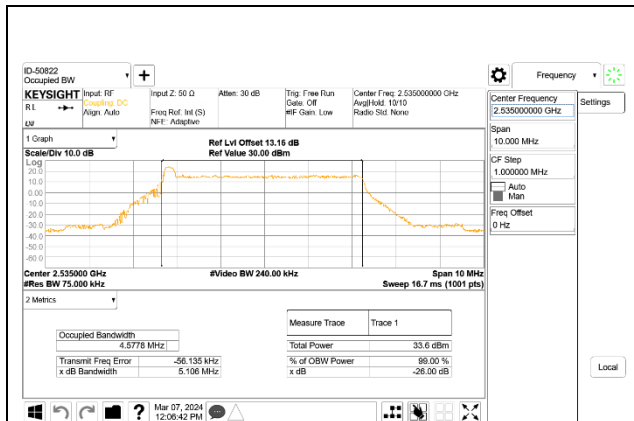 ID-50822
Occupied BW
Frequency
KEYSIGHT
Input: RF
Input Z: 50 Ω
Atten: 30 dB
Trig: Free Run
Center Freq: 2.535000000 GHz
R L
Coupling: DC
Gate: Off
Avg|Hold: 10/10
Align: Auto
Freq Ref: Int (S)
#IF Gain: Low
Radio Std: None
NFE: Adaptive
Center Frequency
2.535000000 GHz
Settings
Span
10.000 MHz
CF Step
1.000000 MHz
Auto
Man
Freq Offset
0 Hz
1 Graph
Ref Lvl Offset 13.16 dB
Scale/Div 10.0 dB
Ref Value 30.00 dBm
Log
20.0
10.0
0.00
-10.0
-20.0
-30.0
-40.0
-50.0
-60.0
Center 2.535000 GHz
#Video BW 240.00 kHz
Span 10 MHz
#Res BW 75.000 kHz
Sweep 16.7 ms (1001 pts)
2 Metrics
Measure Trace
Trace 1
Occupied Bandwidth
4.5778 MHz
Total Power
33.6 dBm
Transmit Freq Error
-56.135 kHz
% of OBW Power
99.00 %
x dB Bandwidth
5.106 MHz
x dB
-26.00 dB
Local
Mar 07, 2024
12:06:42 PM